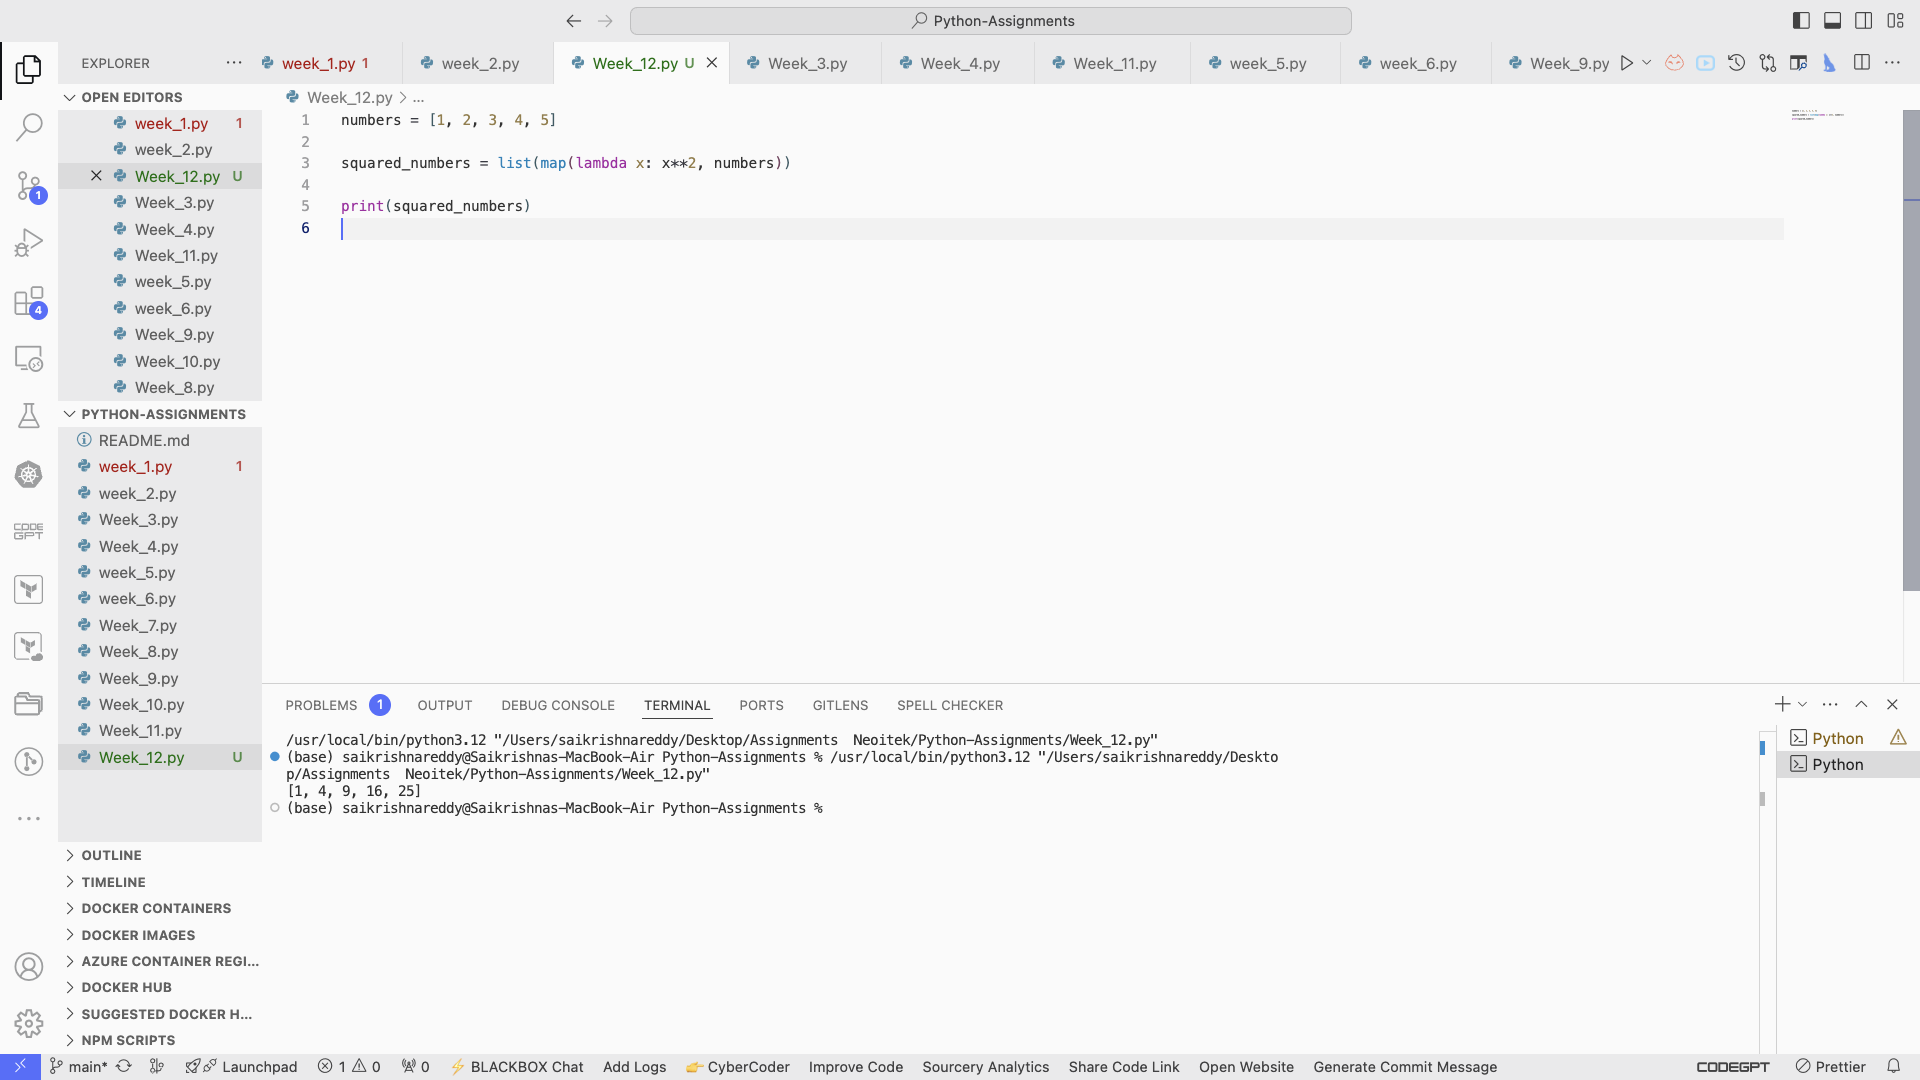 Python-Assignments
EXPLORER
week_1.py 1
week_2.py
Week_12.py U
Week_3.py
Week_4.py
Week_11.py
week_5.py
week_6.py
Week_9.py
OPEN EDITORS
week_1.py 1
week_2.py
Week_12.py U
Week_3.py
Week_4.py
Week_11.py
week_5.py
week_6.py
Week_9.py
Week_10.py
Week_8.py
PYTHON-ASSIGNMENTS
README.md
week_1.py 1
week_2.py
Week_3.py
Week_4.py
week_5.py
week_6.py
Week_7.py
Week_8.py
Week_9.py
Week_10.py
Week_11.py
Week_12.py U
OUTLINE
TIMELINE
DOCKER CONTAINERS
DOCKER IMAGES
AZURE CONTAINER REGI...
DOCKER HUB
SUGGESTED DOCKER H...
NPM SCRIPTS
1
4
CODE
GPT
Week_12.py > ...
1 numbers = [1, 2, 3, 4, 5]
2
3 squared_numbers = list(map(lambda x: x**2, numbers))
4
5 print(squared_numbers)
6
PROBLEMS 1 OUTPUT DEBUG CONSOLE TERMINAL PORTS GITLENS SPELL CHECKER
/usr/local/bin/python3.12 "/Users/saikrishnareddy/Desktop/Assignments  Neoitek/Python-Assignments/Week_12.py"
(base) saikrishnareddy@Saikrishnas-MacBook-Air Python-Assignments % /usr/local/bin/python3.12 "/Users/saikrishnareddy/Deskto
p/Assignments  Neoitek/Python-Assignments/Week_12.py"
[1, 4, 9, 16, 25]
(base) saikrishnareddy@Saikrishnas-MacBook-Air Python-Assignments %
Python
Python
main* Launchpad 1 0 0 BLACKBOX Chat Add Logs 👉 CyberCoder Improve Code Sourcery Analytics Share Code Link Open Website Generate Commit Message CODEGPT Prettier